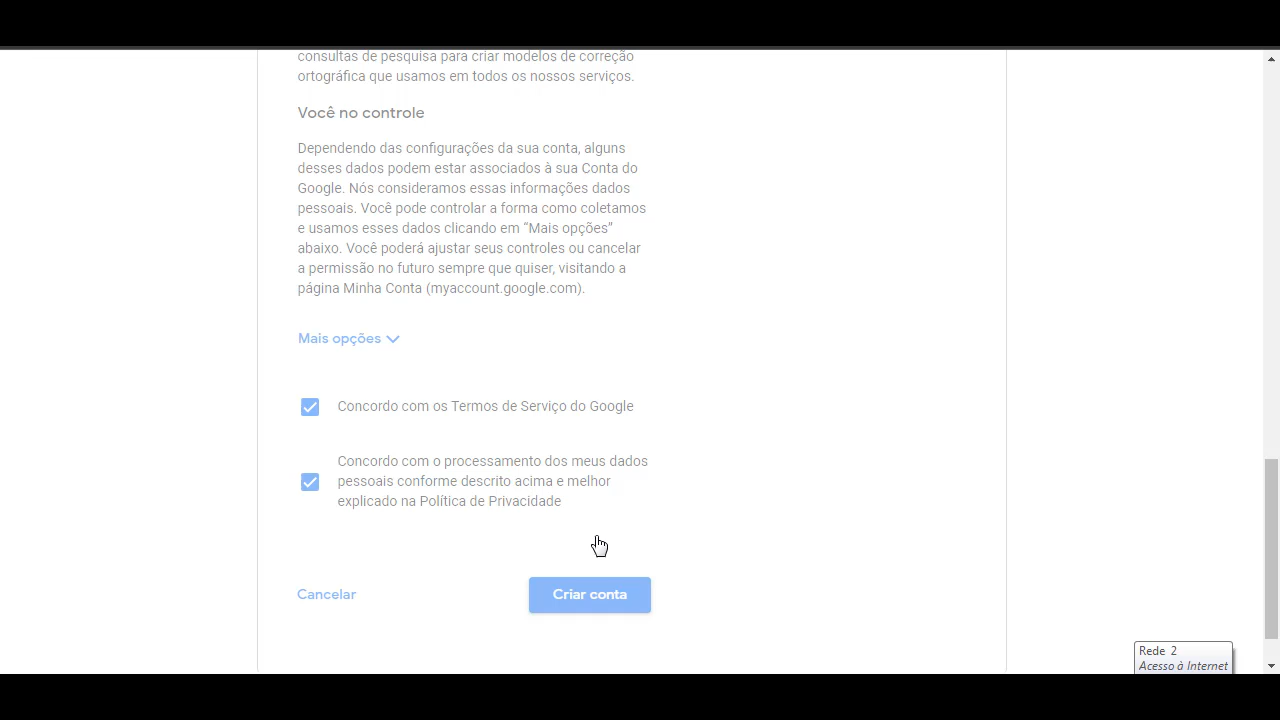 consultas de pesquisa para criar modelos de correção
ortográfica que usamos em todos os nossos serviços.
Você no controle
Dependendo das configurações da sua conta, alguns
desses dados podem estar associados à sua Conta do
Google. Nós consideramos essas informações dados
pessoais. Você pode controlar a forma como coletamos
e usamos esses dados clicando em “Mais opções”
abaixo. Você poderá ajustar seus controles ou cancelar
a permissão no futuro sempre que quiser, visitando a
página Minha Conta (myaccount.google.com).
Mais opções
Concordo com os Termos de Serviço do Google
Concordo com o processamento dos meus dados
pessoais conforme descrito acima e melhor
explicado na Política de Privacidade
Cancelar
Criar conta
Rede 2
Acesso à Internet